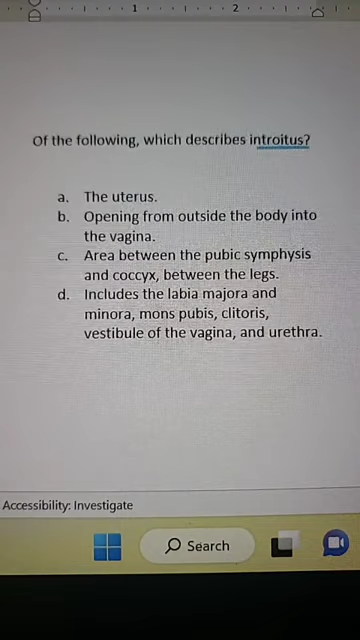 1 2
Of the following, which describes introitus?
a. The uterus.
b. Opening from outside the body into
the vagina.
c. Area between the pubic symphysis
and coccyx, between the legs.
d. Includes the labia majora and
minora, mons pubis, clitoris,
vestibule of the vagina, and urethra.
Accessibility: Investigate
Search